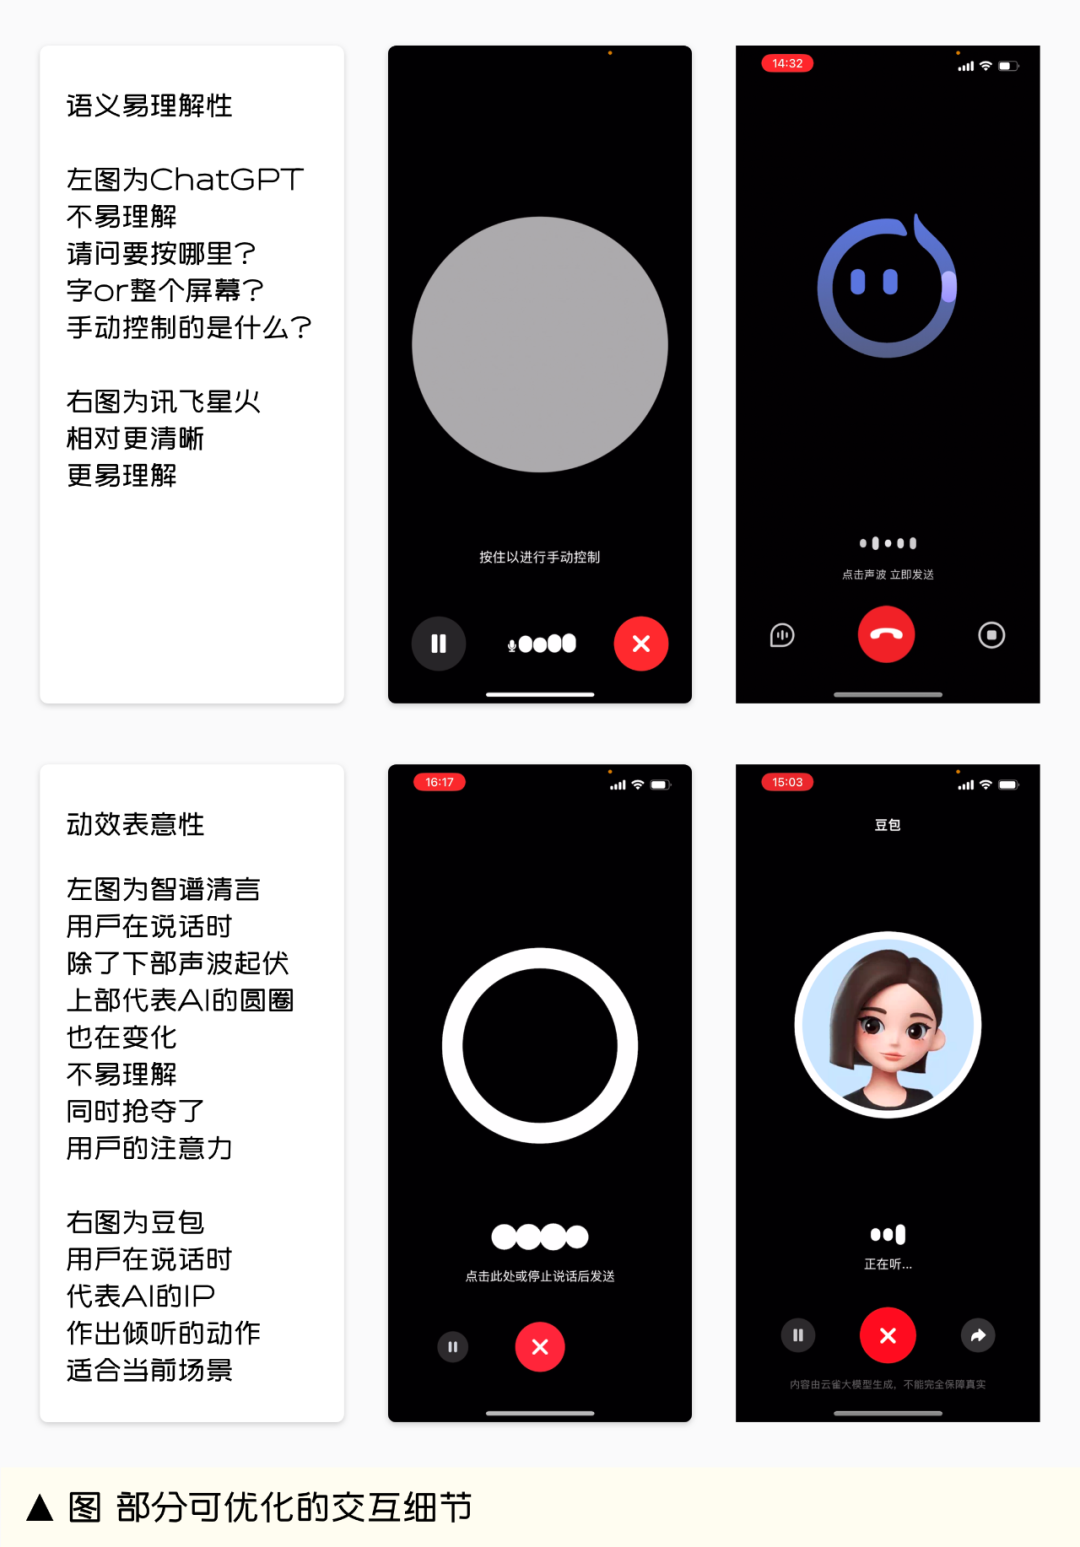 语义易理解性
左图为ChatGPT
不易理解
请问要按哪里?
字or整个屏幕?
手动控制的是什么?
右图为讯飞星火
相对更清晰
更易理解
按住以进行手动控制
14:32
点击声波 立即发送
动效表意性
左图为智谱清言
用户在说话时
除了下部声波起伏
上部代表AI的圆圈
也在变化
不易理解
同时抢夺了
用户的注意力
右图为豆包
用户在说话时
代表AI的IP
作出倾听的动作
适合当前场景
16:17
点击此处或停止说话后发送
15:03
豆包
正在听...
内容由云雀大模型生成，不能完全保障真实
▲ 图 部分可优化的交互细节